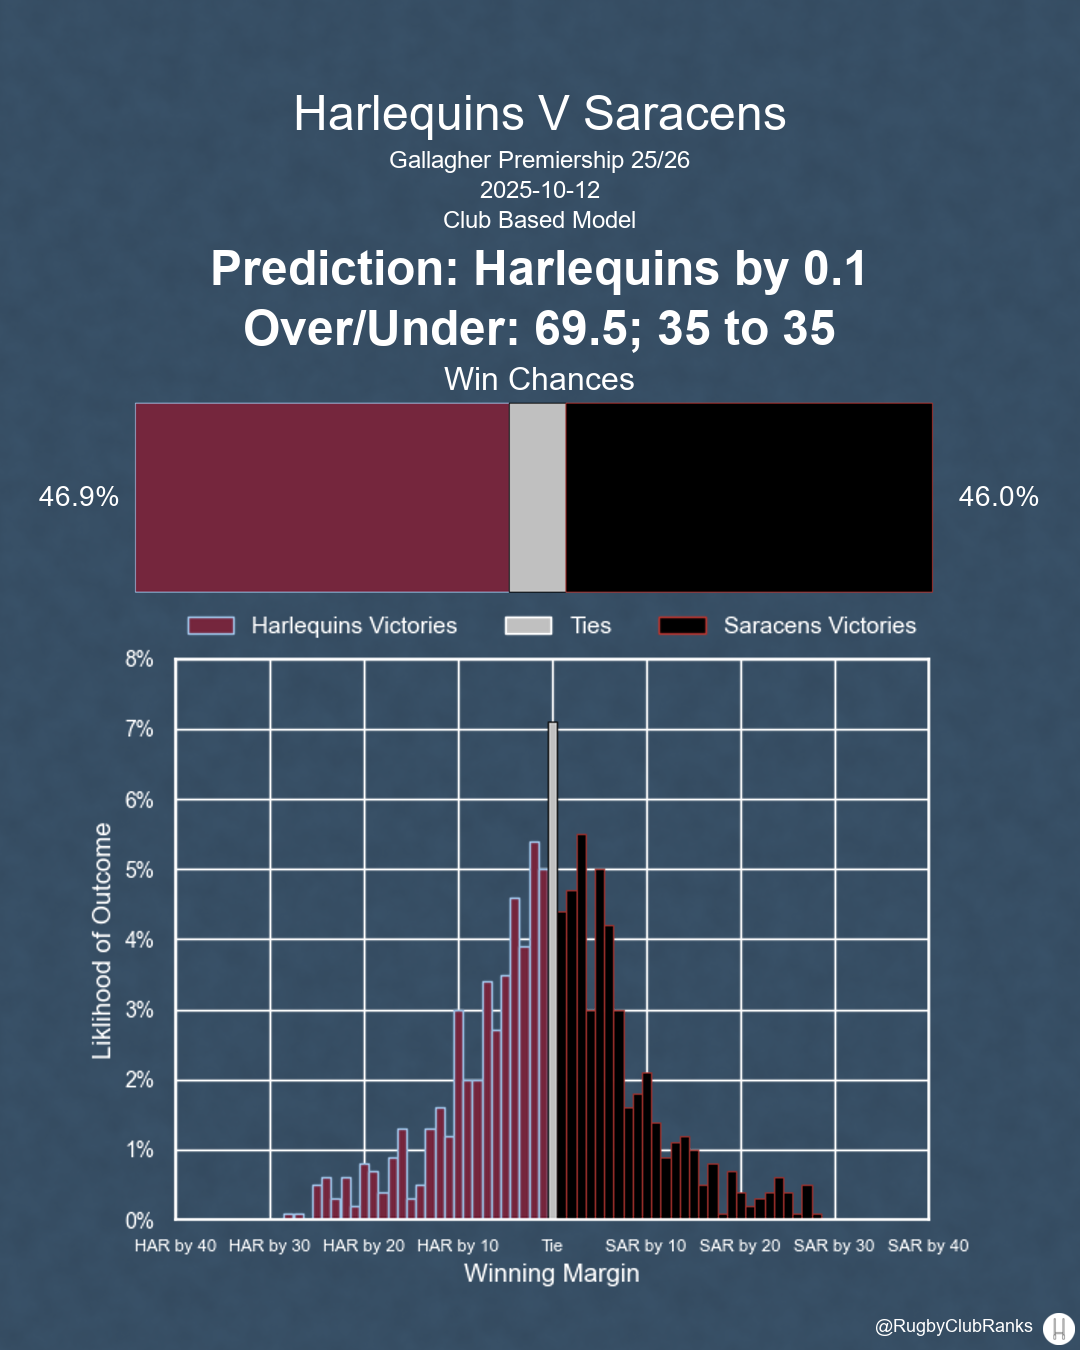 Harlequins V Saracens
Gallagher Premiership 25/26
2025-10-12
Club Based Model
Prediction: Harlequins by 0.1
Over/Under: 69.5; 35 to 35
Win Chances
46.9%
46.0%
Harlequins Victories
Ties
Saracens Victories
8%
7%
6%
5%
4%
3%
2%
1%
0%
Liklihood of Outcome
HAR by 40
HAR by 30
HAR by 20
HAR by 10
Tie
SAR by 10
SAR by 20
SAR by 30
SAR by 40
Winning Margin
@RugbyClubRanks